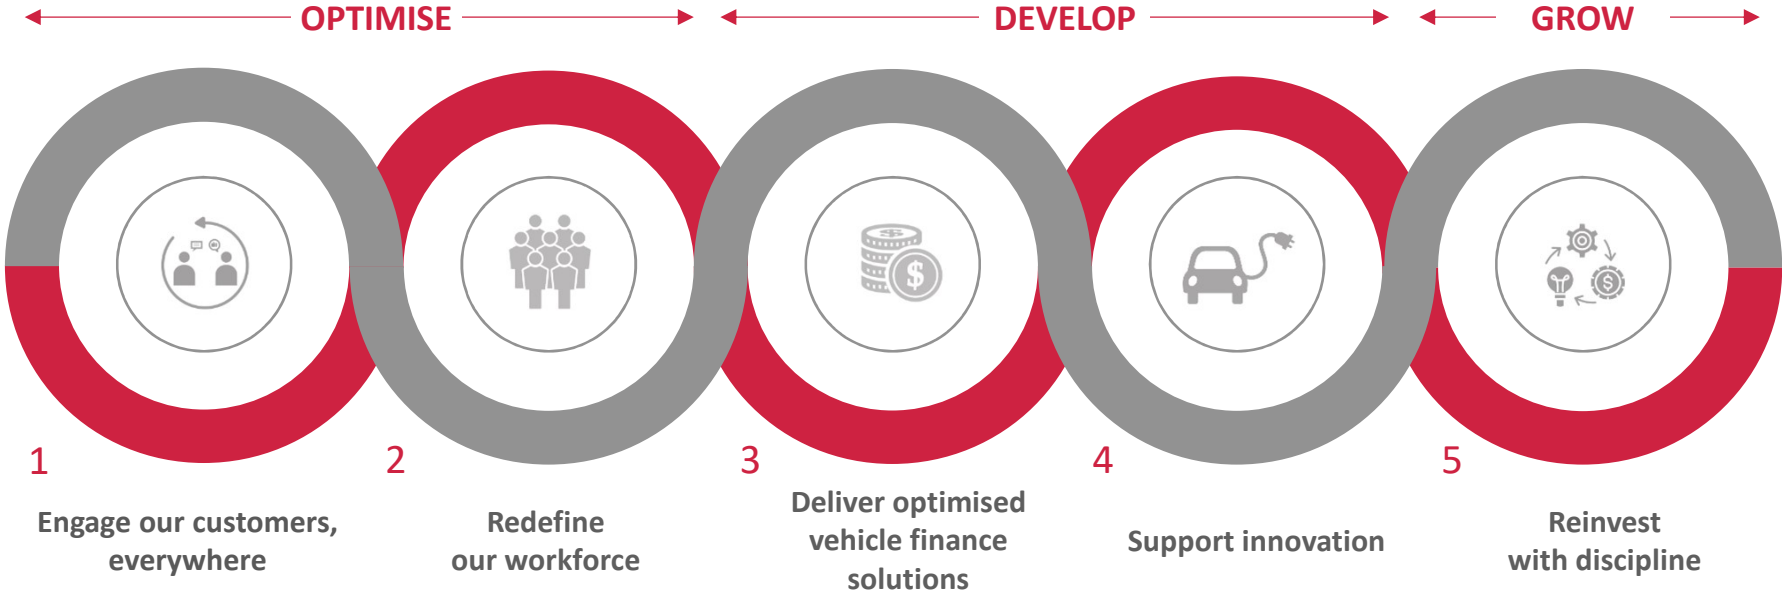 OPTIMISE
DEVELOP
GROW
1
Engage our customers,
everywhere
2
Redefine
our workforce
3
Deliver optimised
vehicle finance
solutions
4
Support innovation
5
Reinvest
with discipline